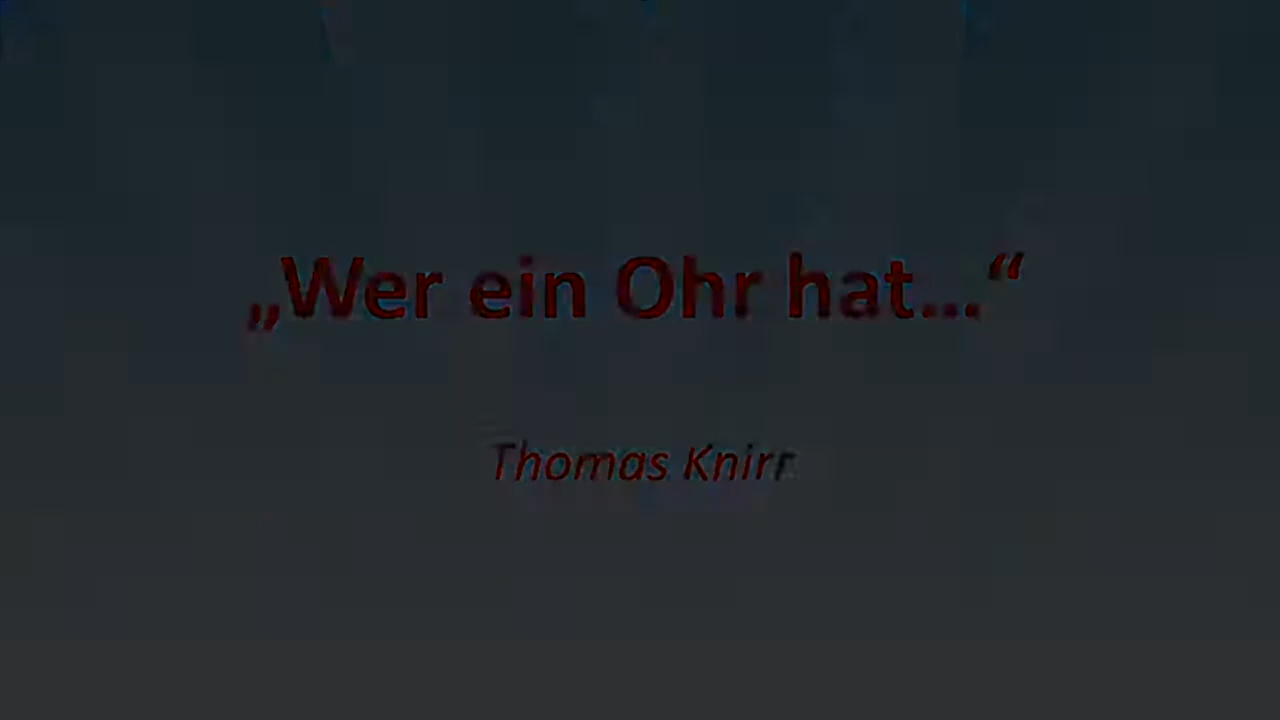 „Wer ein Ohr hat...“
Thomas Knirr